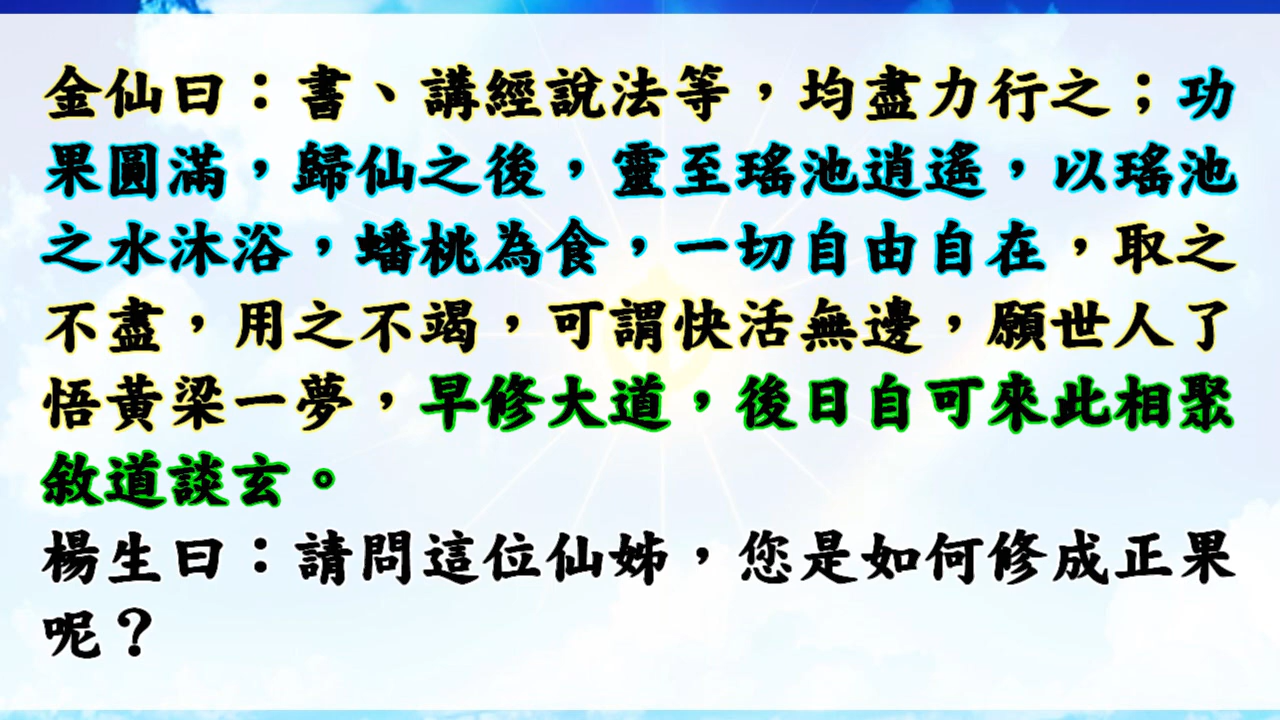 金仙曰：書、講經說法等，均盡力行之；功
果圓滿，歸仙之後，靈至瑤池逍遙，以瑤池
之水沐浴，蟠桃為食，一切自由自在，取之
不盡，用之不竭，可謂快活無邊，願世人了
悟黃梁一夢，早修大道，後日自可來此相聚
敘道談玄。
楊生曰：請問這位仙姊，您是如何修成正果
呢？